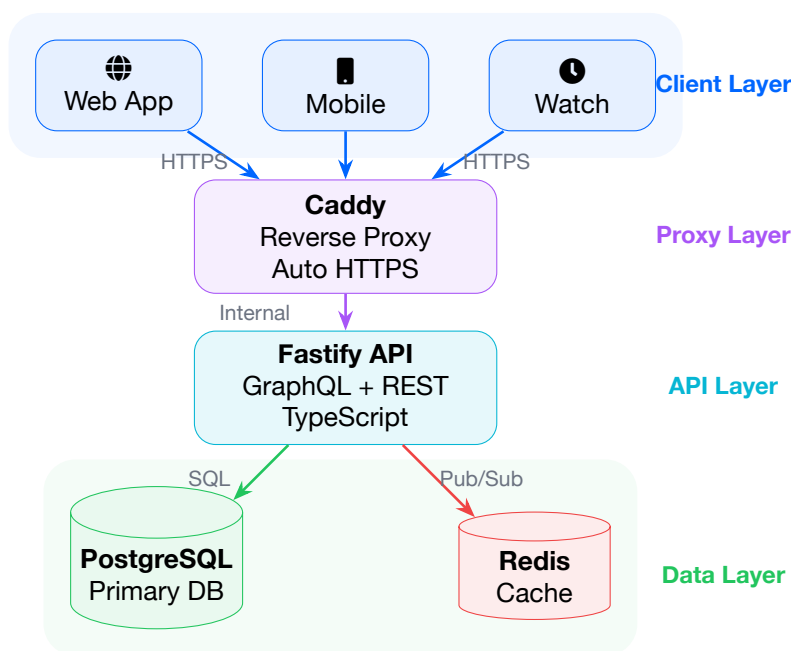 Web App
Mobile
Watch
Client Layer
HTTPS
HTTPS
Caddy
Reverse Proxy
Auto HTTPS
Proxy Layer
Internal
Fastify API
GraphQL + REST
TypeScript
API Layer
SQL
Pub/Sub
PostgreSQL
Primary DB
Redis
Cache
Data Layer